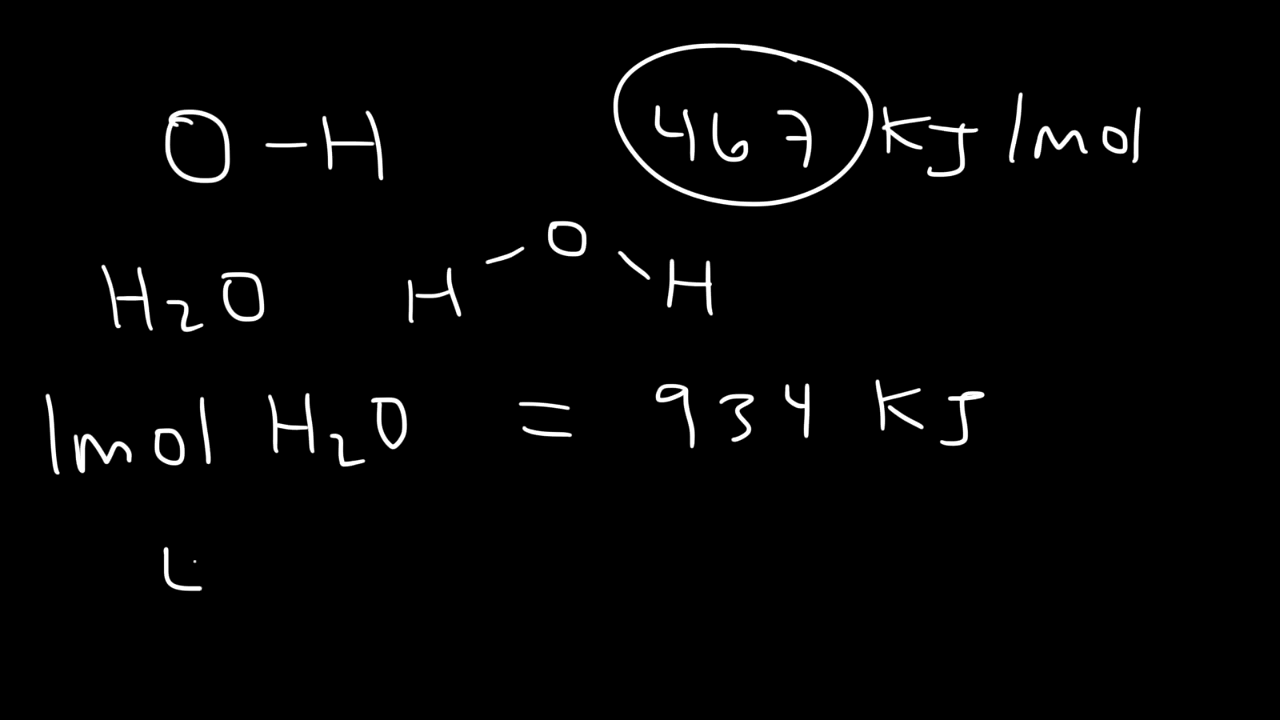 O-H 467 KJ/mol
H₂O H-O-H
1mol H₂O = 934 KJ